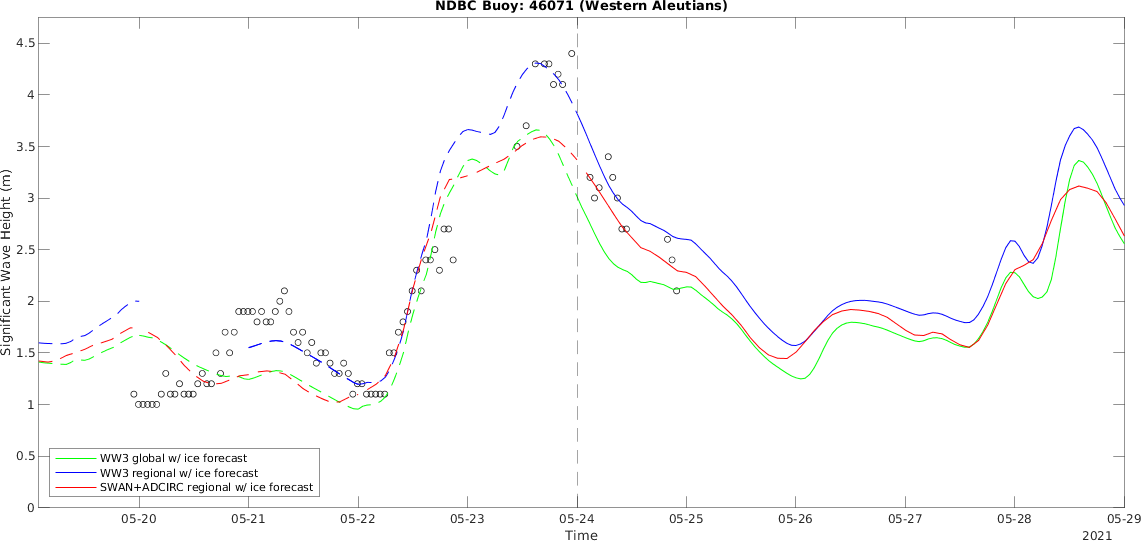 NDBC Buoy: 46071 (Western Aleutians)
4.5
4
3.5
3
2.5
2
1.5
1
0.5
0
Significant Wave Height (m)
WW3 global w/ ice forecast
WW3 regional w/ ice forecast
SWAN+ADCIRC regional w/ ice forecast
05-20 05-21 05-22 05-23 05-24 05-25 05-26 05-27 05-28 05-29
Time
2021